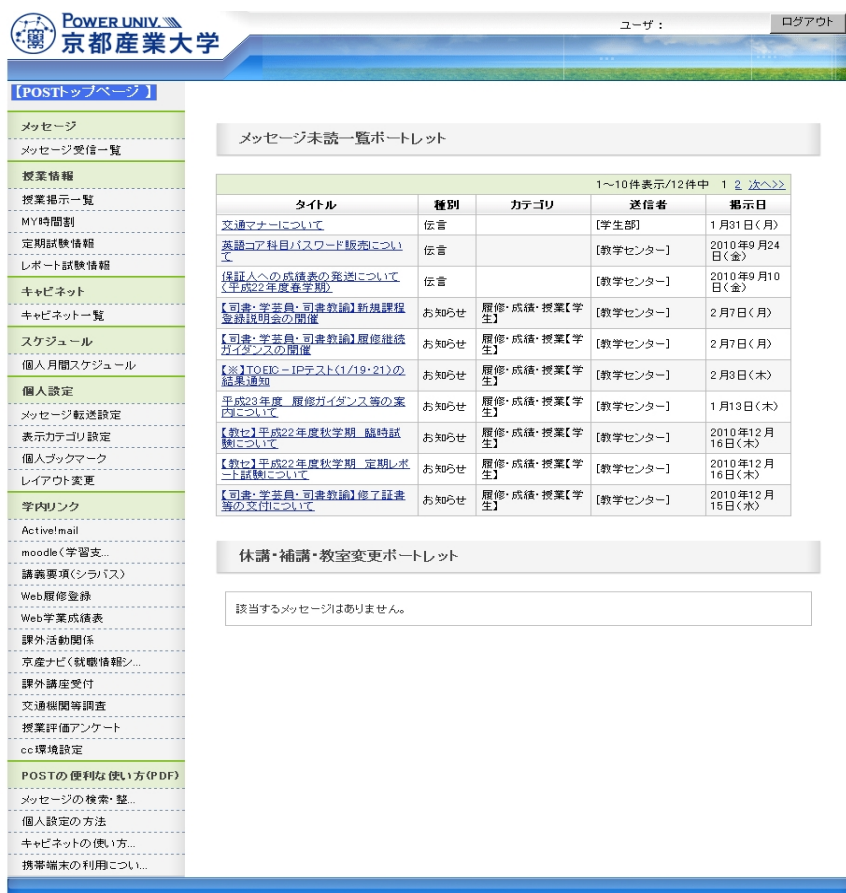 POWER UNIV.
京都産業大学
ユーザ：
ログアウト
【POSTトップページ 】
メッセージ
メッセージ受信一覧
授業情報
授業掲示一覧
MY時間割
定期試験情報
レポート試験情報
キャビネット
キャビネット一覧
スケジュール
個人月間スケジュール
個人設定
メッセージ転送設定
表示カテゴリ設定
個人ブックマーク
レイアウト変更
学内リンク
Active!mail
moodle（学習支...
講義要項（シラバス）
Web履修登録
Web学業成績表
課外活動関係
京産ナビ（就職情報シ...
課外講座受付
交通機関等調査
授業評価アンケート
cc環境設定
POSTの便利な使い方(PDF)
メッセージの検索・整...
個人設定の方法
キャビネットの使い方...
携帯端末の利用につい...
メッセージ未読一覧ポートレット
1～10件表示/12件中 1 2 次へ>>
タイトル 種別 カテゴリ 送信者 掲示日
交通マナーについて 伝言 [学生部] 1月31日（月）
英語コア科目パスワード販売につい
て 伝言 [教学センター] 2010年9月24
日（金）
保証人への成績表の発送について
（平成22年度春学期） 伝言 [教学センター] 2010年9月10
日（金）
【司書・学芸員・司書教諭】新規課程
登録説明会の開催 お知らせ 履修・成績・授業【学
生】 [教学センター] 2月7日（月）
【司書・学芸員・司書教諭】履修継続
ガイダンスの開催 お知らせ 履修・成績・授業【学
生】 [教学センター] 2月7日（月）
【※】TOEIC－IPテスト（1/19・21）の
結果通知 お知らせ 履修・成績・授業【学
生】 [教学センター] 2月3日（木）
平成23年度 履修ガイダンス等の案
内について お知らせ 履修・成績・授業【学
生】 [教学センター] 1月13日（木）
【教セ】平成22年度秋学期 臨時試
験について お知らせ 履修・成績・授業【学
生】 [教学センター] 2010年12月
16日（木）
【教セ】平成22年度秋学期 定期レポ
ート試験について お知らせ 履修・成績・授業【学
生】 [教学センター] 2010年12月
16日（木）
【司書・学芸員・司書教諭】修了証書
等の交付について お知らせ 履修・成績・授業【学
生】 [教学センター] 2010年12月
15日（水）
休講・補講・教室変更ポートレット
該当するメッセージはありません。